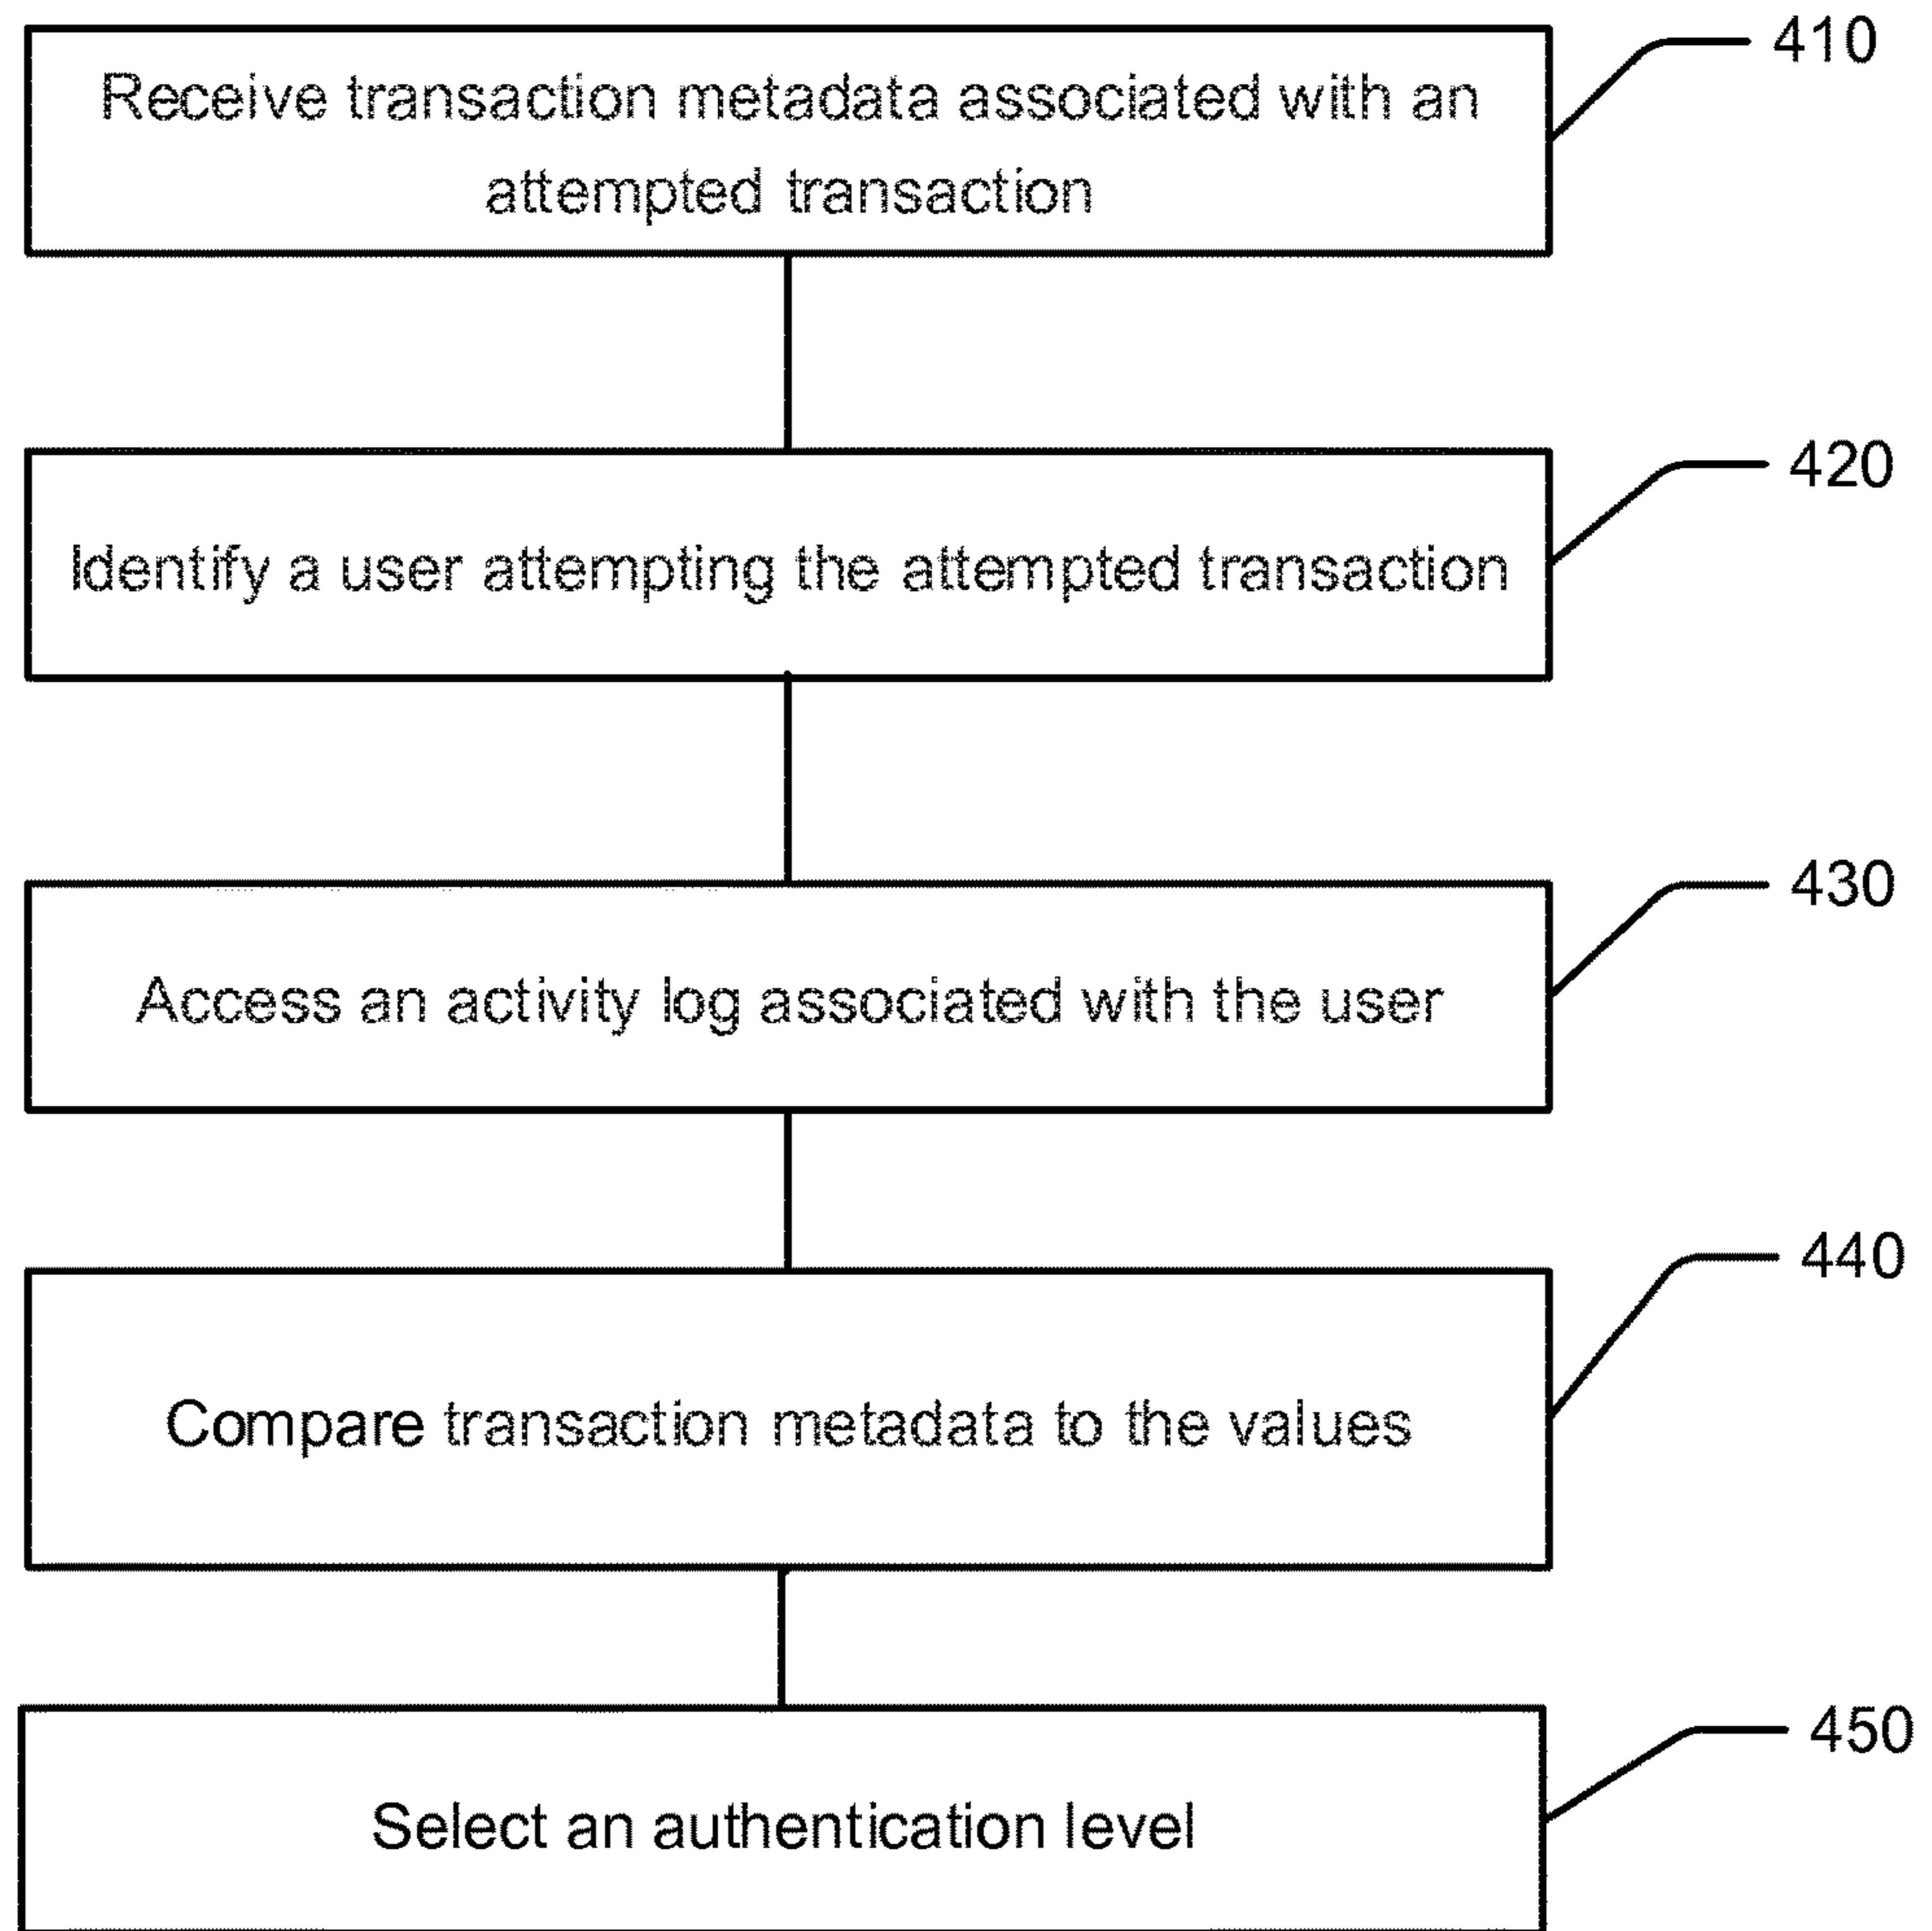 410
Receive transaction metadata associated with an
attempted transaction
420
Identify a user attempting the attempted transaction
430
Access an activity log associated with the user
440
Compare transaction metadata to the values
450
Select an authentication level